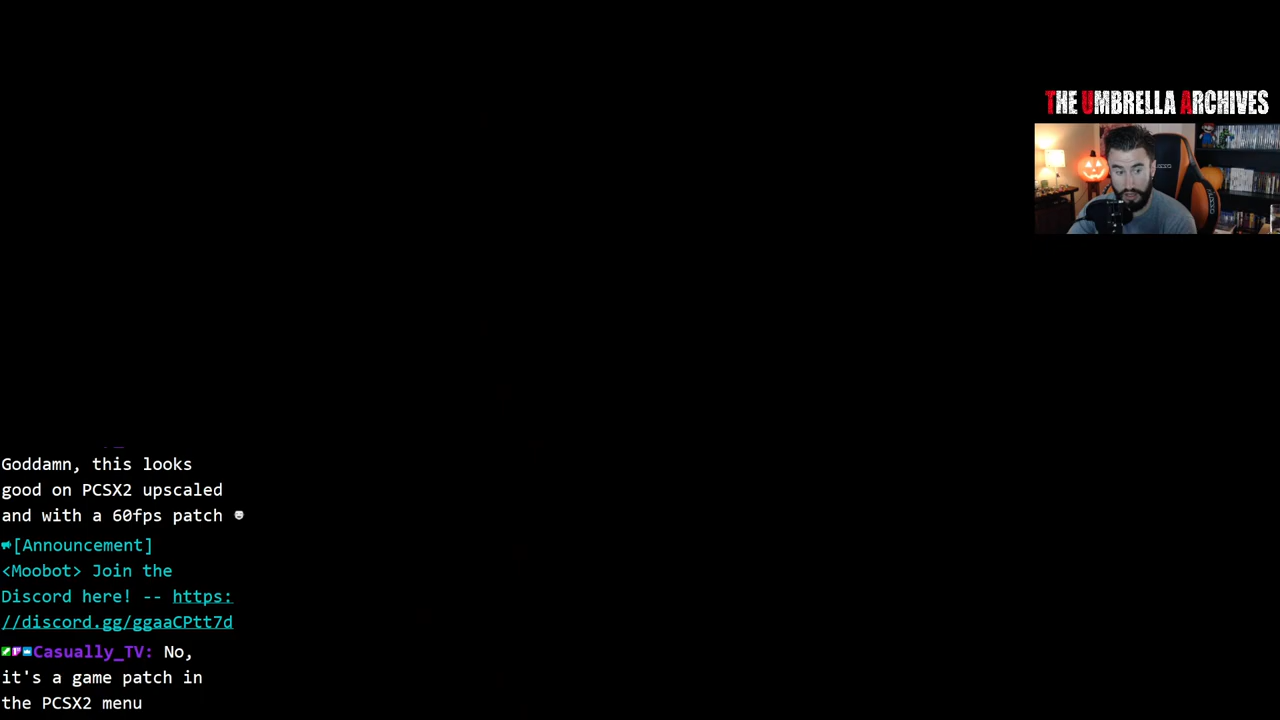 THE UMBRELLA ARCHIVES
Goddamn, this looks
good on PCSX2 upscaled
and with a 60fps patch
[Announcement]
<Moobot> Join the
Discord here! -- https:
//discord.gg/ggaaCPtt7d
Casually_TV: No,
it's a game patch in
the PCSX2 menu